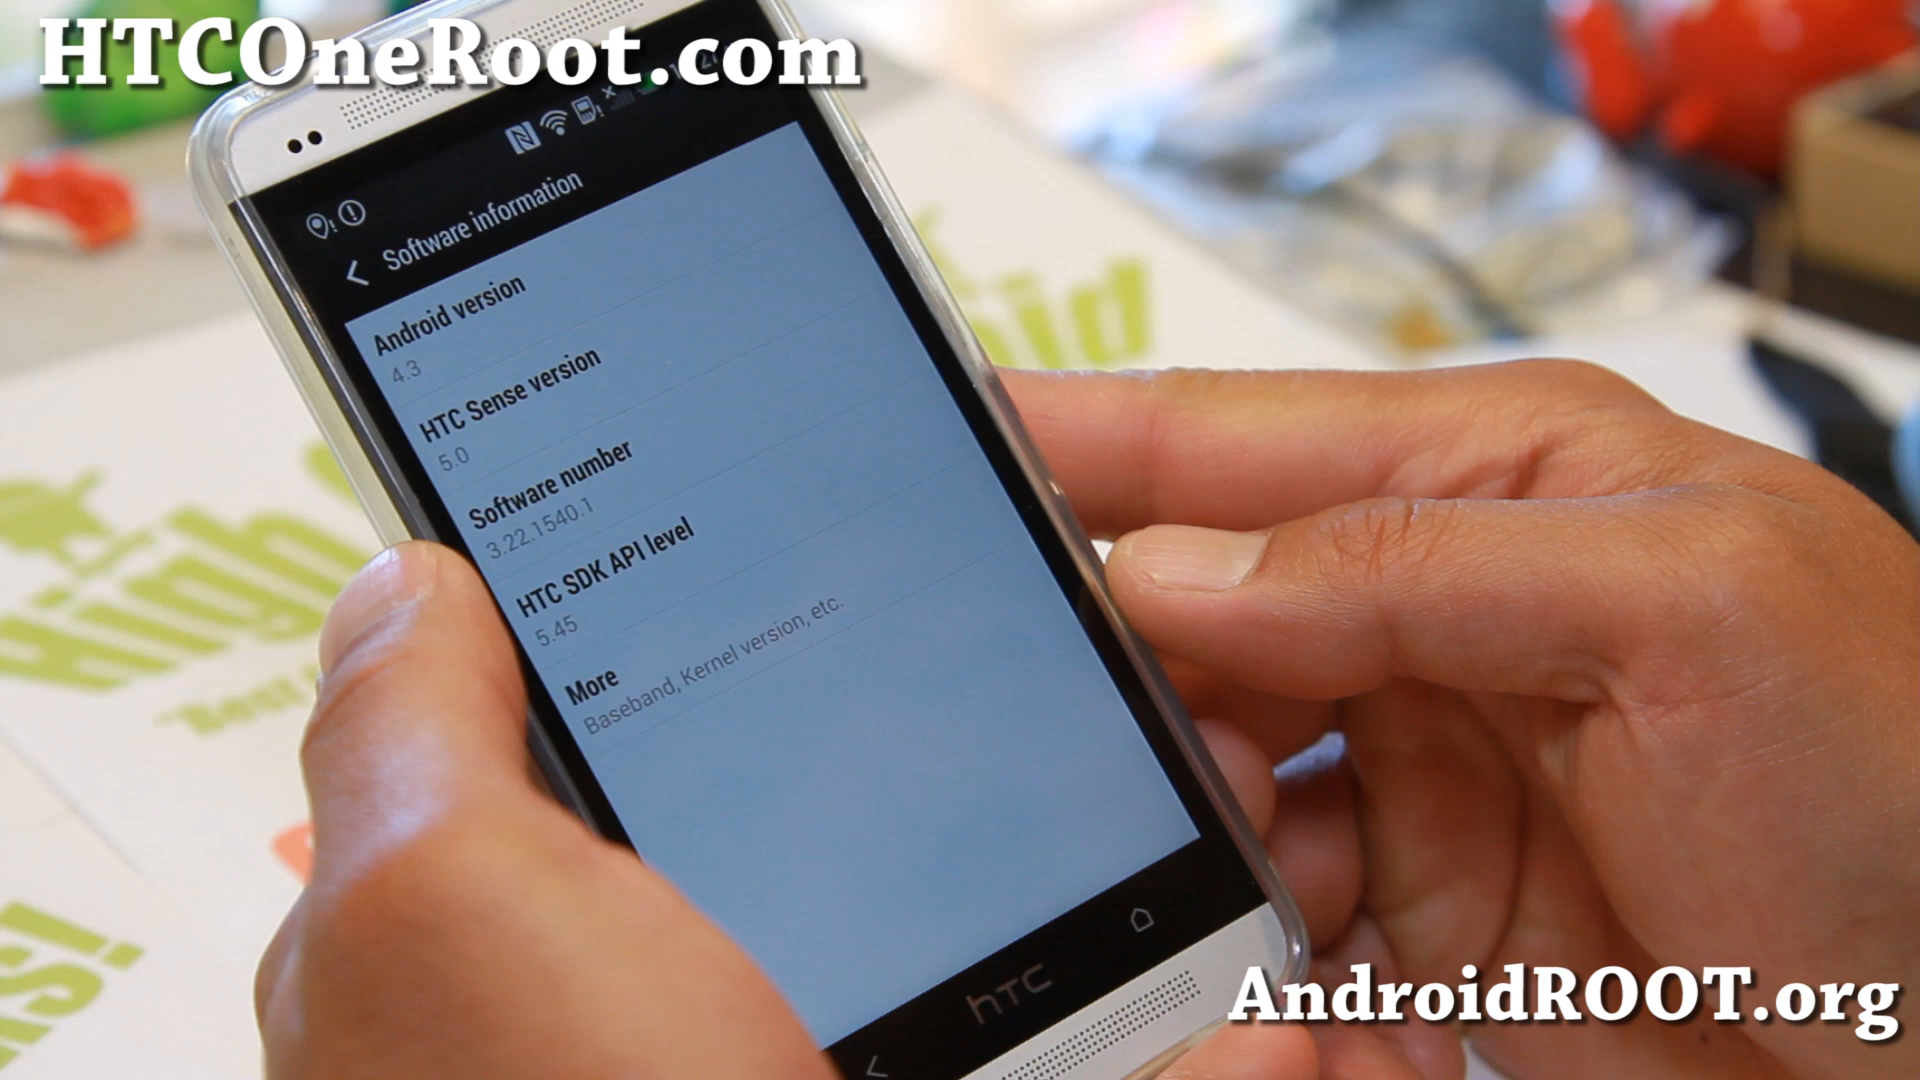 HTCOneRoot.com
Software information
Android version
4.3
HTC Sense version
5.0
Software number
3.22.1540.1
HTC SDK API level
5.45
More
Baseband, Kernel version, etc.
hTC
High
AndroidROOT.org